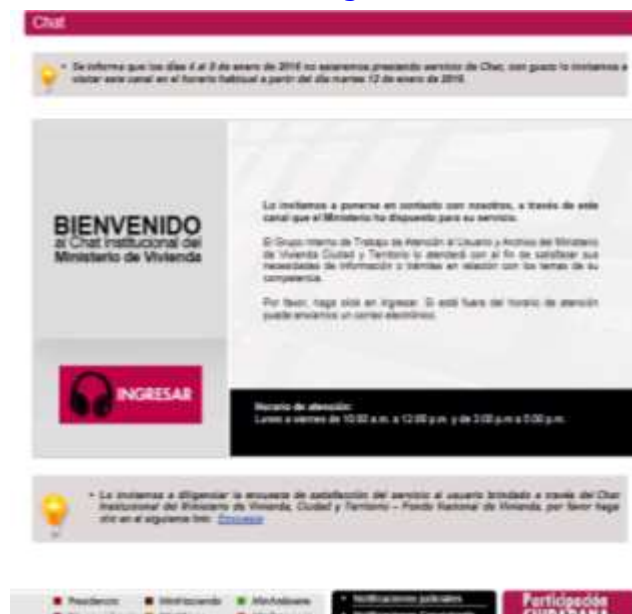 Chat
• Se informa que los días 4 al 8 de enero de 2016 no estaremos prestando servicio de Chat, con gusto lo invitamos a
visitar este canal en el horario habitual a partir del día martes 12 de enero de 2016.
BIENVENIDO
al Chat Institucional del
Ministerio de Vivienda
Lo invitamos a ponerse en contacto con nosotros, a través de este
canal que el Ministerio ha dispuesto para su servicio.
El Grupo Interno de Trabajo de Atención al Usuario y Archivo del Ministerio
de Vivienda Ciudad y Territorio lo atenderá con el fin de satisfacer sus
necesidades de información o trámites en relación con los temas de su
competencia.
Por favor, haga click en ingresar. Si está fuera del horario de atención
puede enviarnos un correo electrónico.
INGRESAR
Horario de atención:
Lunes a viernes de 10:00 a.m. a 12:00 p.m. y de 3:00 p.m a 5:00 p.m.
• Lo invitamos a diligenciar la encuesta de satisfacción del servicio al usuario brindado a través del Chat
Institucional del Ministerio de Vivienda, Ciudad y Territorio – Fondo Nacional de Vivienda, por favor haga
click en el siguiente link: Encuesta
Presidencia MinHacienda MinAmbiente • Notificaciones judiciales Participación
CIUDADANA